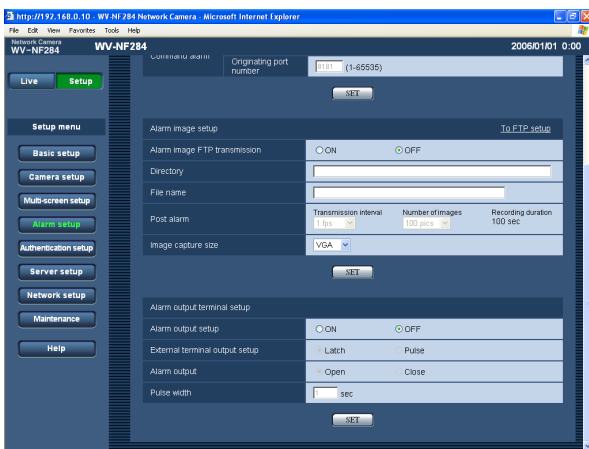 http://192.168.0.10 - WV-NF284 Network Camera - Microsoft Internet Explorer
File Edit View Favorites Tools Help
Network Camera
WV-NF284
WV-NF284
2006/01/01 0:00
Live Setup
Setup menu
Basic setup
Camera setup
Multi-screen setup
Alarm setup
Authentication setup
Server setup
Network setup
Maintenance
Help
Command alarm
Originating port number
8181 (1-65535)
SET
Alarm image setup To FTP setup
Alarm image FTP transmission ON OFF
Directory
File name
Post alarm
Transmission interval Number of images Recording duration
1 fps 100 pics 100 sec
Image capture size VGA
SET
Alarm output terminal setup
Alarm output setup ON OFF
External terminal output setup Latch Pulse
Alarm output Open Close
Pulse width 1 sec
SET